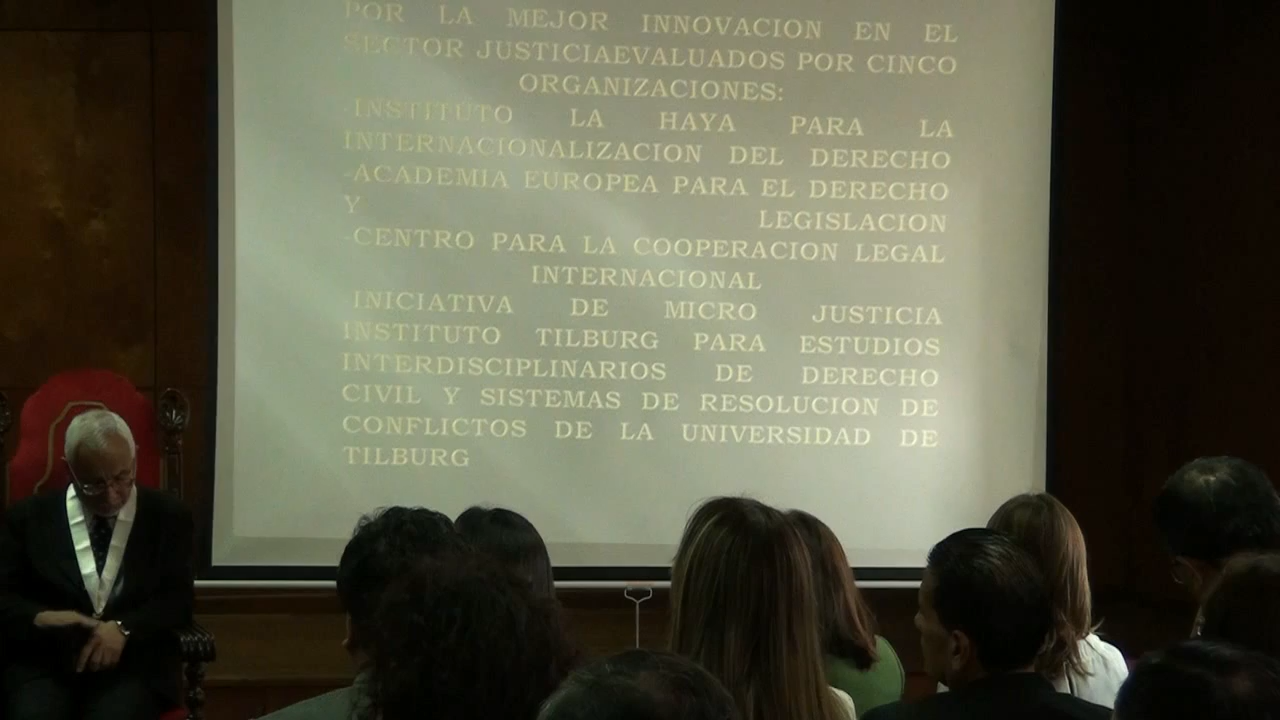 POR LA MEJOR INNOVACION EN EL
SECTOR JUSTICIAEVALUADOS POR CINCO
ORGANIZACIONES:
-INSTITUTO LA HAYA PARA LA
INTERNACIONALIZACION DEL DERECHO
-ACADEMIA EUROPEA PARA EL DERECHO
Y LEGISLACION
-CENTRO PARA LA COOPERACION LEGAL
INTERNACIONAL
INICIATIVA DE MICRO JUSTICIA
INSTITUTO TILBURG PARA ESTUDIOS
INTERDISCIPLINARIOS DE DERECHO
CIVIL Y SISTEMAS DE RESOLUCION DE
CONFLICTOS DE LA UNIVERSIDAD DE
TILBURG